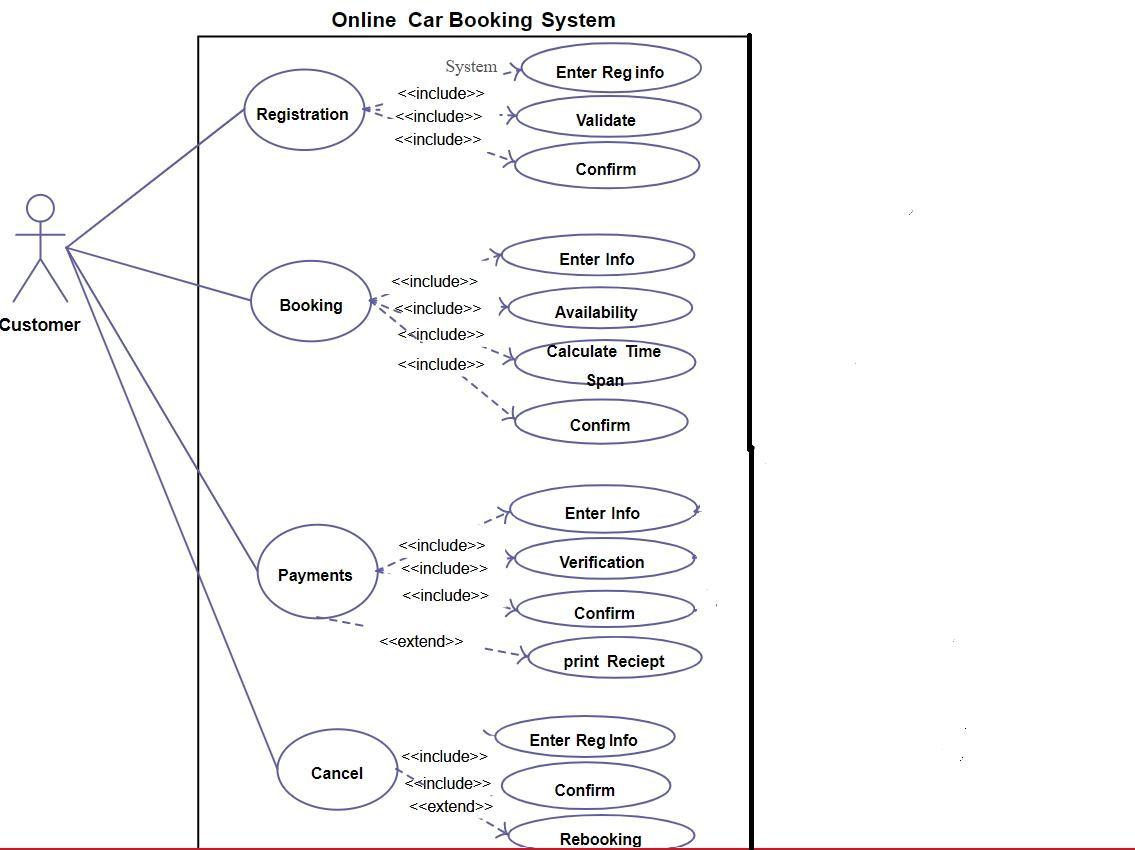 Online Car Booking System
System
Enter Reg info
<<include>>
Registration
<<include>>
Validate
<<include>>
Confirm
Customer
Enter Info
<<include>>
Booking
<<include>>
Availability
<<include>>
Calculate Time
Span
<<include>>
Confirm
Enter Info
<<include>>
Payments
<<include>>
Verification
<<include>>
Confirm
<<extend>>
print Reciept
Enter Reg Info
<<include>>
Cancel
<<include>>
Confirm
<<extend>>
Rebooking